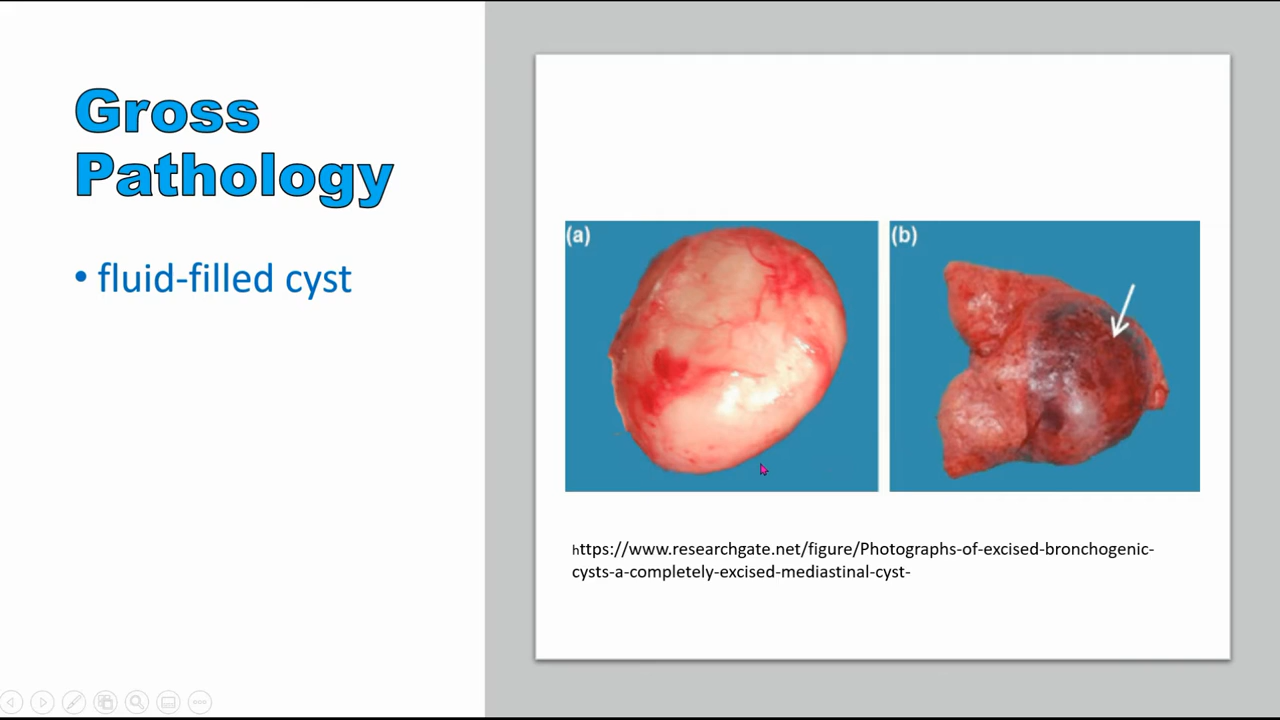 Gross
Pathology
• fluid-filled cyst
(a)
(b)
https://www.researchgate.net/figure/Photographs-of-excised-bronchogenic-
cysts-a-completely-excised-mediastinal-cyst-